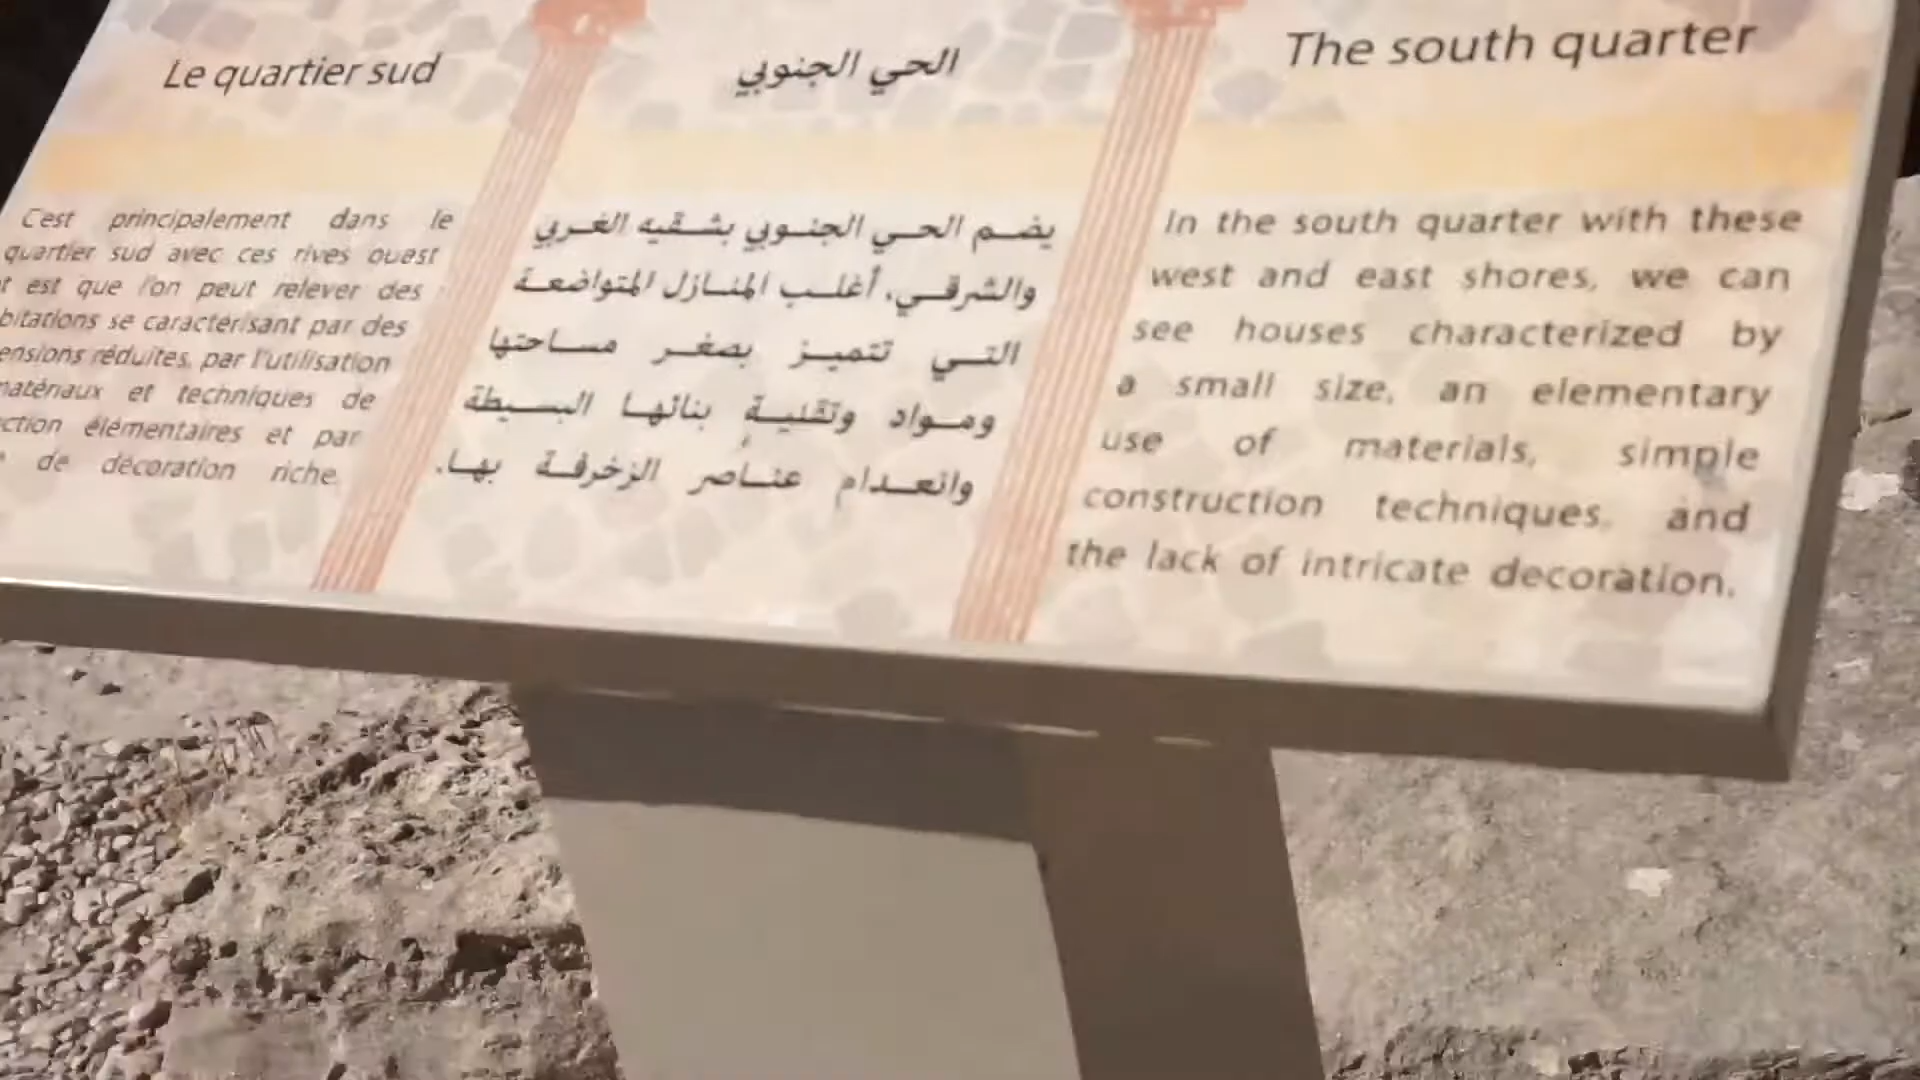 Le quartier sud
C'est principalement dans le
quartier sud avec ces rives ouest
est que l'on peut relever des
se caractérisant par des
réduites, par l'utilisation
matériaux et techniques de
élémentaires et par
de décoration riche.
الحي الجنوبي
يضم الحي الجنوبي بشقيه الغربي
والشرقي، أغلب المنازل المتواضعة
التي تتميز بصغر مساحتها
ومواد وتقنية بنائها البسيطة
وانعدام عناصر الزخرفة بها.
The south quarter
In the south quarter with these
west and east shores, we can
see houses characterized by
a small size, an elementary
use of materials, simple
construction techniques, and
the lack of intricate decoration.